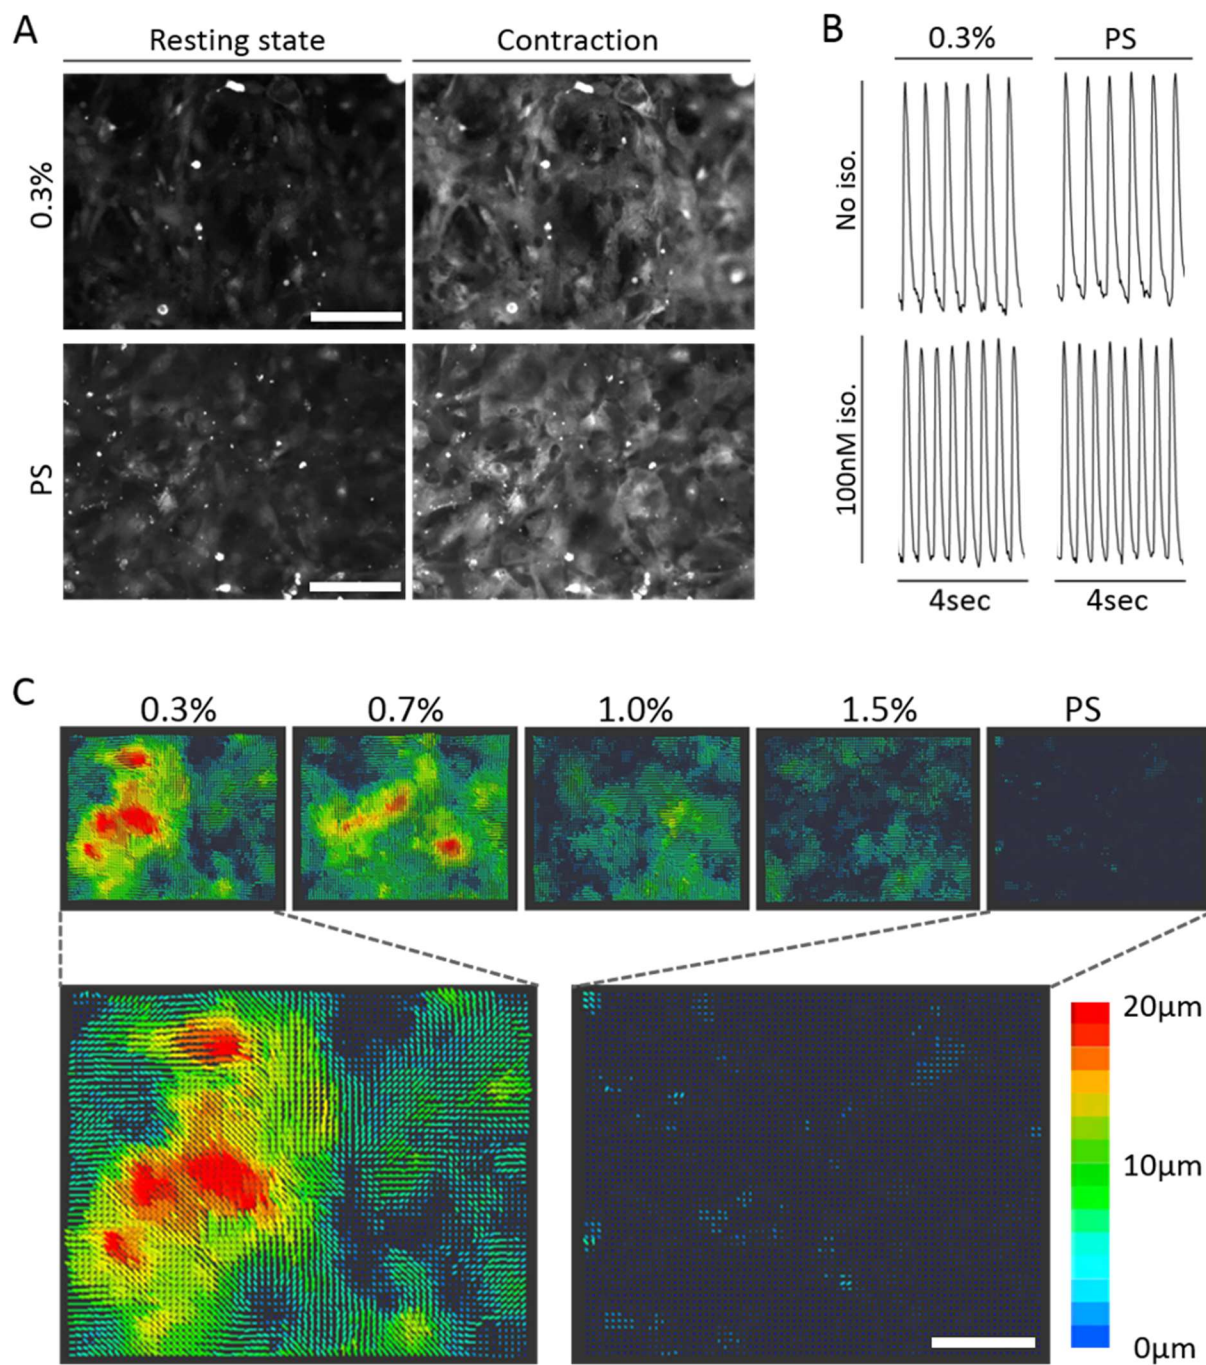 A
Resting state
Contraction
0.3%
PS
B
0.3%
PS
No iso.
100nM iso.
4sec
4sec
C
0.3%
0.7%
1.0%
1.5%
PS
20µm
10µm
0µm